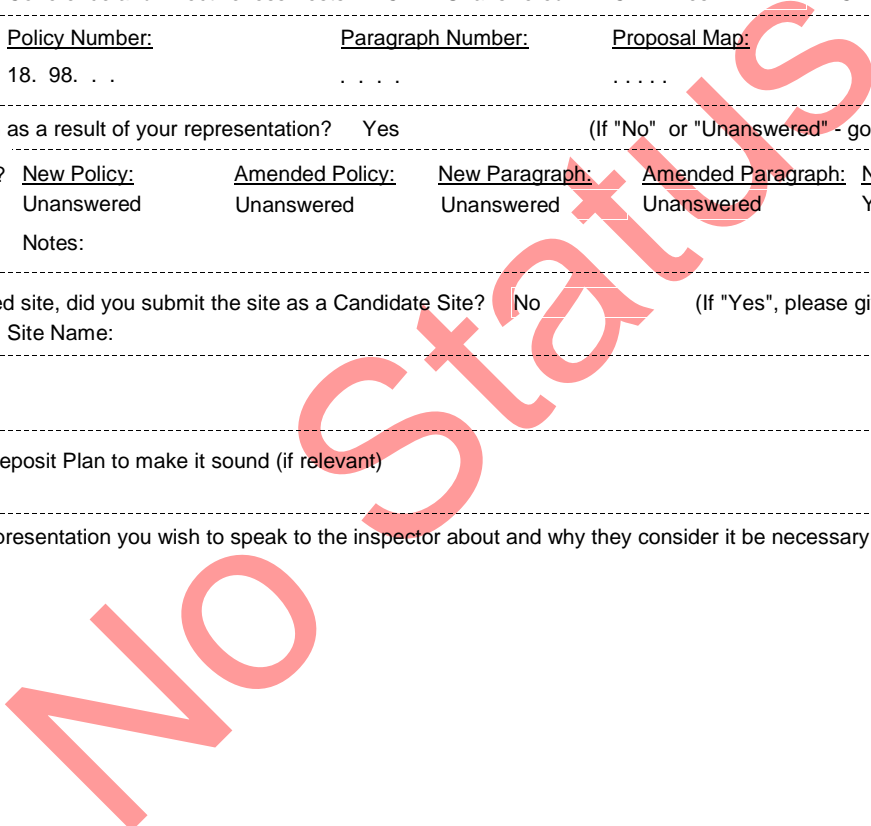 Policy Number: Paragraph Number: Proposal Map:
18. 98. . . . . . . . . . . .
as a result of your representation? Yes (If "No" or "Unanswered" - go
? New Policy: Amended Policy: New Paragraph: Amended Paragraph: N
Unanswered Unanswered Unanswered Unanswered Y
Notes:
ed site, did you submit the site as a Candidate Site? No (If "Yes", please gi
Site Name:
eposit Plan to make it sound (if relevant)
presentation you wish to speak to the inspector about and why they consider it be necessary
No Status